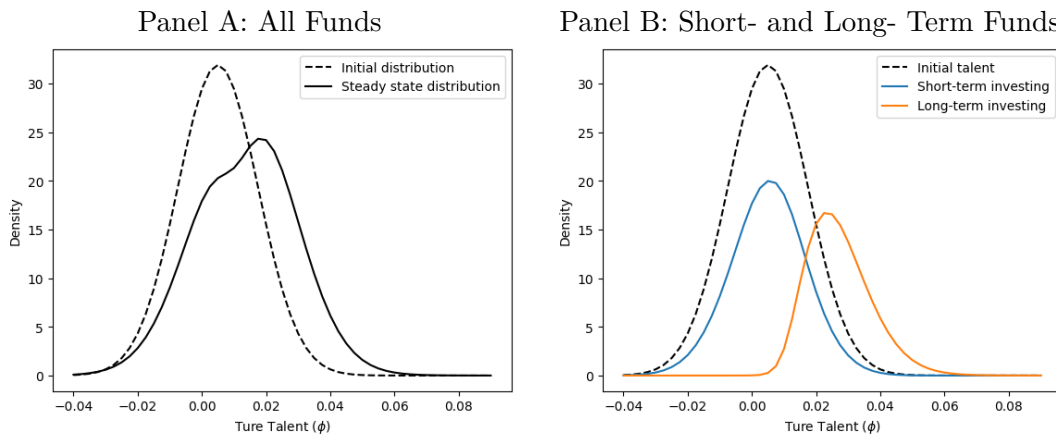 Panel A: All Funds
Initial distribution
Steady state distribution
Density
30
25
20
15
10
5
0
−0.04
−0.02
0.00
0.02
0.04
0.06
0.08
Ture Talent (ϕ)
Panel B: Short- and Long- Term Funds
Initial talent
Short-term investing
Long-term investing
Density
30
25
20
15
10
5
0
−0.04
−0.02
0.00
0.02
0.04
0.06
0.08
Ture Talent (ϕ)